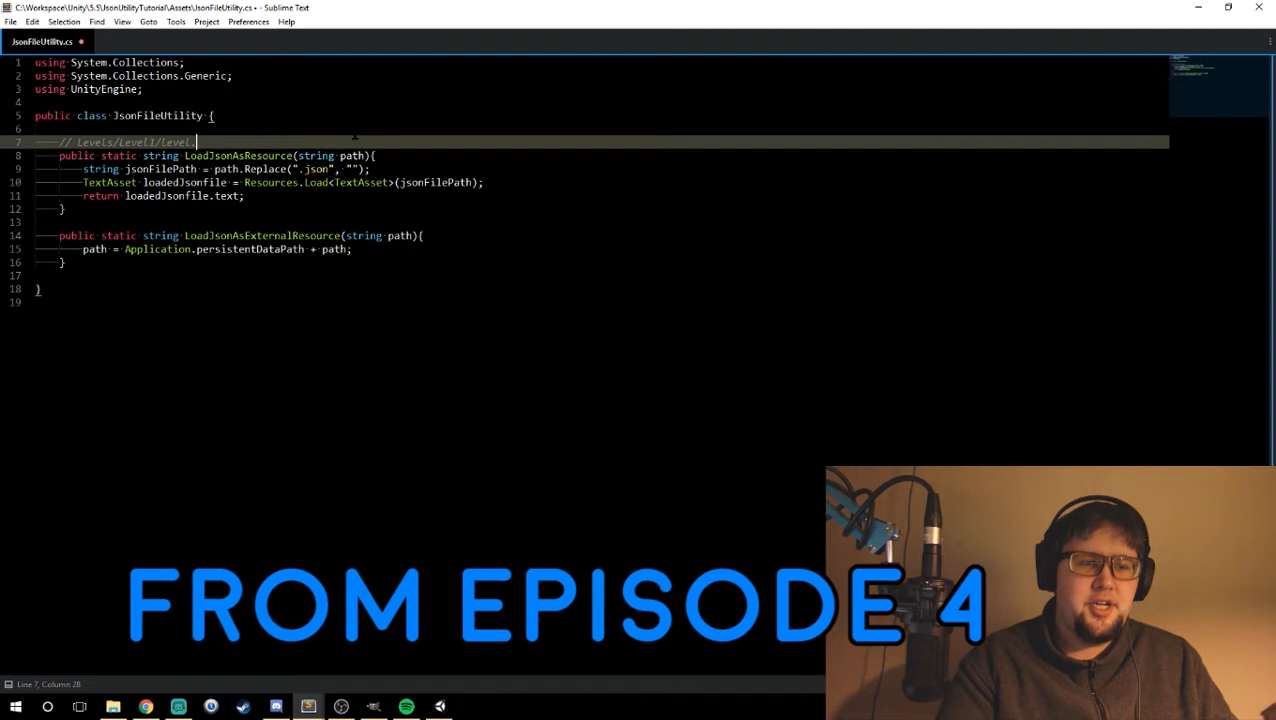 C:\Workspace\Unity\5.5\JsonUtilityTutorial\Assets\JsonFileUtility.cs • - Sublime Text
File Edit Selection Find View Goto Tools Project Preferences Help
JsonFileUtility.cs
1 using System.Collections;
2 using System.Collections.Generic;
3 using UnityEngine;
4
5 public class JsonFileUtility {
6
7 // Levels/Level1/level.
8 public static string LoadJsonAsResource(string path){
9 string jsonFilePath = path.Replace(".json", "");
10 TextAsset loadedJsonfile = Resources.Load<TextAsset>(jsonFilePath);
11 return loadedJsonfile.text;
12 }
13
14 public static string LoadJsonAsExternalResource(string path){
15 path = Application.persistentDataPath + path;
16 }
17
18 }
19
FROM EPISODE 4
Line 7, Column 28